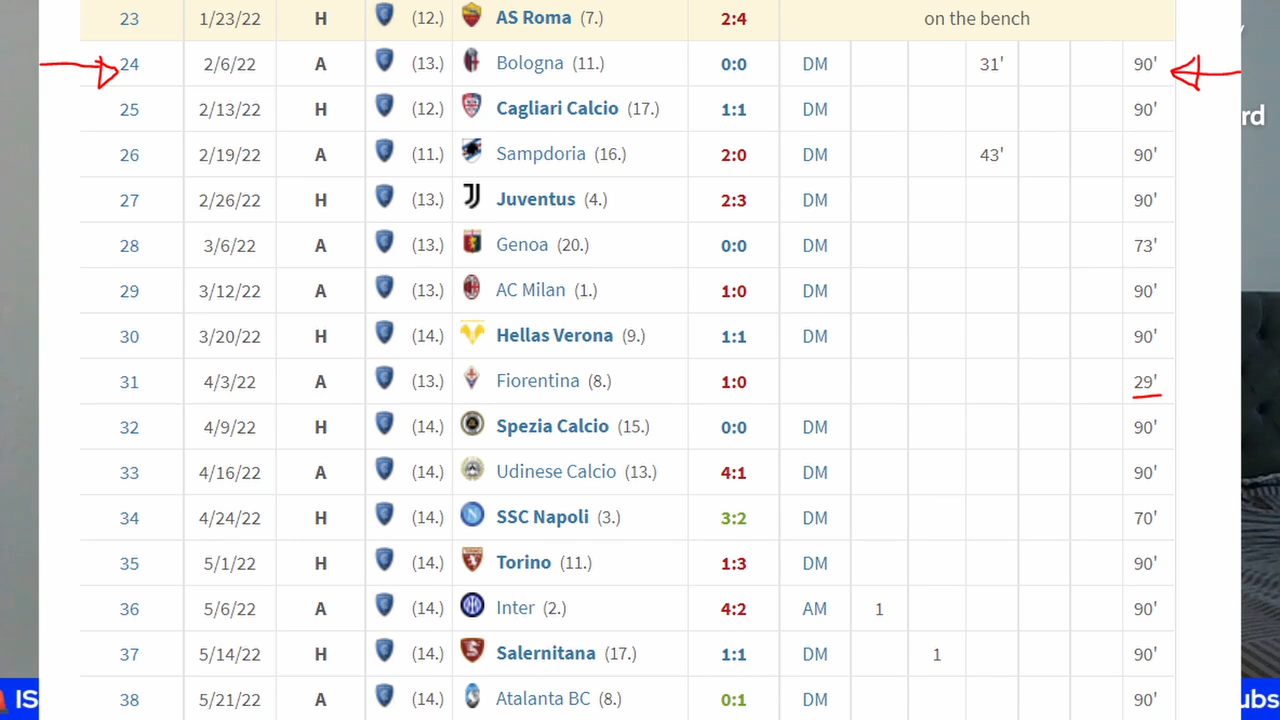 23 1/23/22 H (12.) AS Roma (7.) 2:4 on the bench
24 2/6/22 A (13.) Bologna (11.) 0:0 DM 31' 90'
25 2/13/22 H (12.) Cagliari Calcio (17.) 1:1 DM 90'
rd
26 2/19/22 A (11.) Sampdoria (16.) 2:0 DM 43' 90'
27 2/26/22 H (13.) Juventus (4.) 2:3 DM 90'
28 3/6/22 A (13.) Genoa (20.) 0:0 DM 73'
29 3/12/22 A (13.) AC Milan (1.) 1:0 DM 90'
30 3/20/22 H (14.) Hellas Verona (9.) 1:1 DM 90'
31 4/3/22 A (13.) Fiorentina (8.) 1:0 29'
32 4/9/22 H (14.) Spezia Calcio (15.) 0:0 DM 90'
33 4/16/22 A (14.) Udinese Calcio (13.) 4:1 DM 90'
34 4/24/22 H (14.) SSC Napoli (3.) 3:2 DM 70'
35 5/1/22 H (14.) Torino (11.) 1:3 DM 90'
36 5/6/22 A (14.) Inter (2.) 4:2 AM 1 90'
37 5/14/22 H (14.) Salernitana (17.) 1:1 DM 1 90'
38 5/21/22 A (14.) Atalanta BC (8.) 0:1 DM 90'
IS
ubs